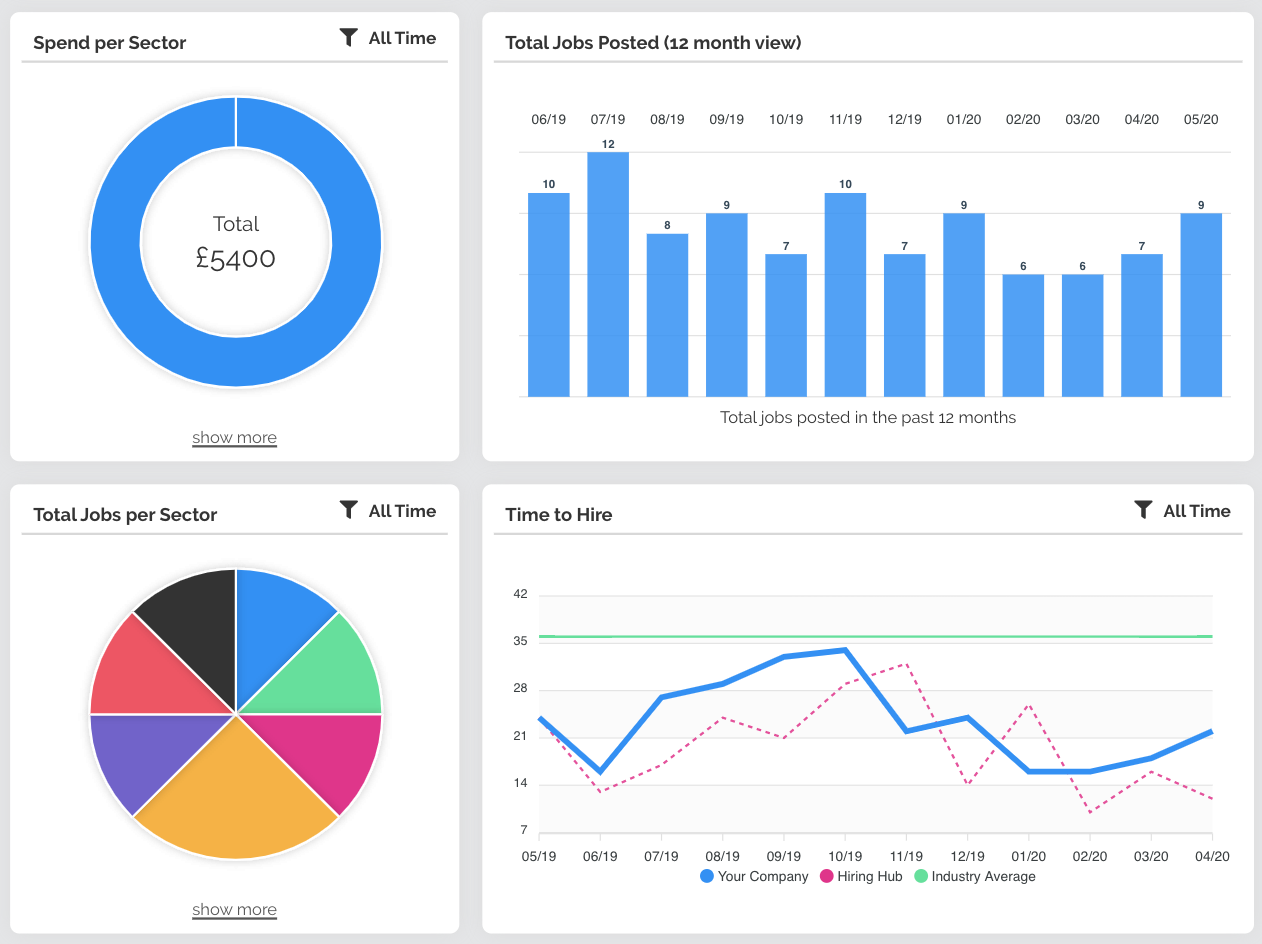 Spend per Sector
All Time
Total
£5400
show more
Total Jobs Posted (12 month view)
06/19 07/19 08/19 09/19 10/19 11/19 12/19 01/20 02/20 03/20 04/20 05/20
10 12 8 9 7 10 7 9 6 6 7 9
Total jobs posted in the past 12 months
Total Jobs per Sector
All Time
show more
Time to Hire
All Time
42
35
28
21
14
7
05/19 06/19 07/19 08/19 09/19 10/19 11/19 12/19 01/20 02/20 03/20 04/20
Your Company Hiring Hub Industry Average